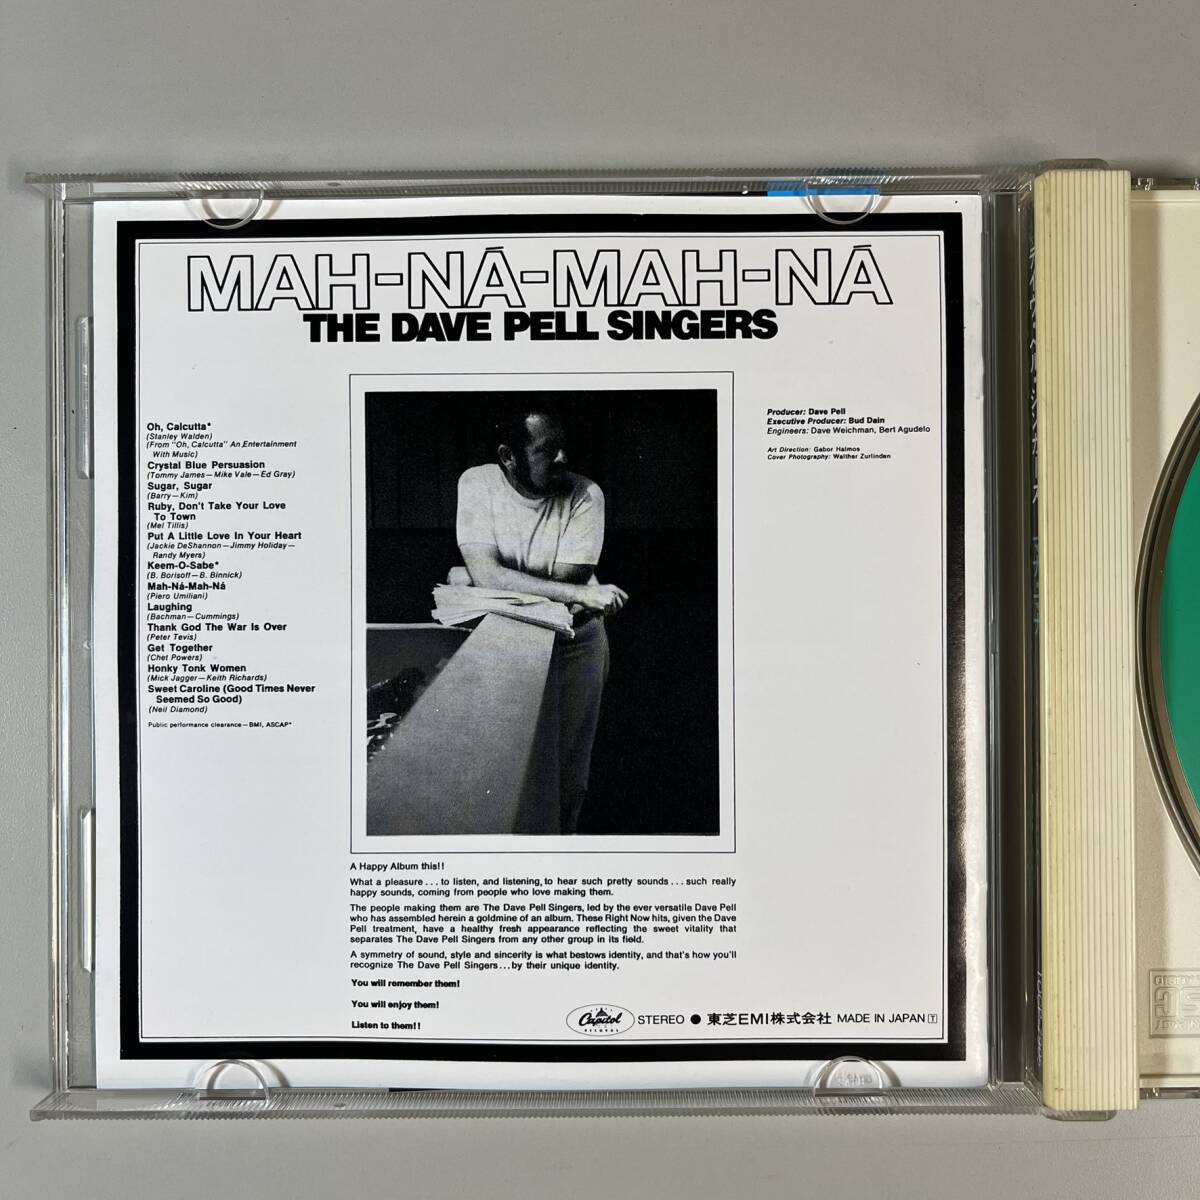 MAH-NÁ-MAH-NÁ
THE DAVE PELL SINGERS
Oh, Calcutta*
(Stanley Walden)
(From "Oh, Calcutta" An Entertainment
With Music)
Crystal Blue Persuasion
(Tommy James—Mike Vale—Ed Gray)
Sugar, Sugar
(Barry—Kim)
Ruby, Don't Take Your Love
To Town
(Mel Tillis)
Put A Little Love In Your Heart
(Jackie DeShannon—Jimmy Holiday—
Randy Myers)
Keem-O-Sabe*
(B. Borisoff—B. Binnick)
Mah-Ná-Mah-Ná
(Piero Umiliani)
Laughing
(Bachman—Cummings)
Thank God The War Is Over
(Peter Tevis)
Get Together
(Chet Powers)
Honky Tonk Women
(Mick Jagger—Keith Richards)
Sweet Caroline (Good Times Never
Seemed So Good)
(Neil Diamond)
Public performance clearance—BMI, ASCAP*
Producer: Dave Pell
Executive Producer: Bud Dain
Engineers: Dave Weichman, Bert Agudelo
Art Direction: Gabor Halmos
Cover Photography: Walther Zurlinden
A Happy Album this!!
What a pleasure...to listen, and listening, to hear such pretty sounds...such really
happy sounds, coming from people who love making them.
The people making them are The Dave Pell Singers, led by the ever versatile Dave Pell
who has assembled herein a goldmine of an album. These Right Now hits, given the Dave
Pell treatment, have a healthy fresh appearance reflecting the sweet vitality that
separates The Dave Pell Singers from any other group in its field.
A symmetry of sound, style and sincerity is what bestows identity, and that's how you'll
recognize The Dave Pell Singers...by their unique identity.
You will remember them!
You will enjoy them!
Listen to them!!
Capitol
RECORDS
STEREO ● 東芝EMI株式会社 MADE IN JAPAN T